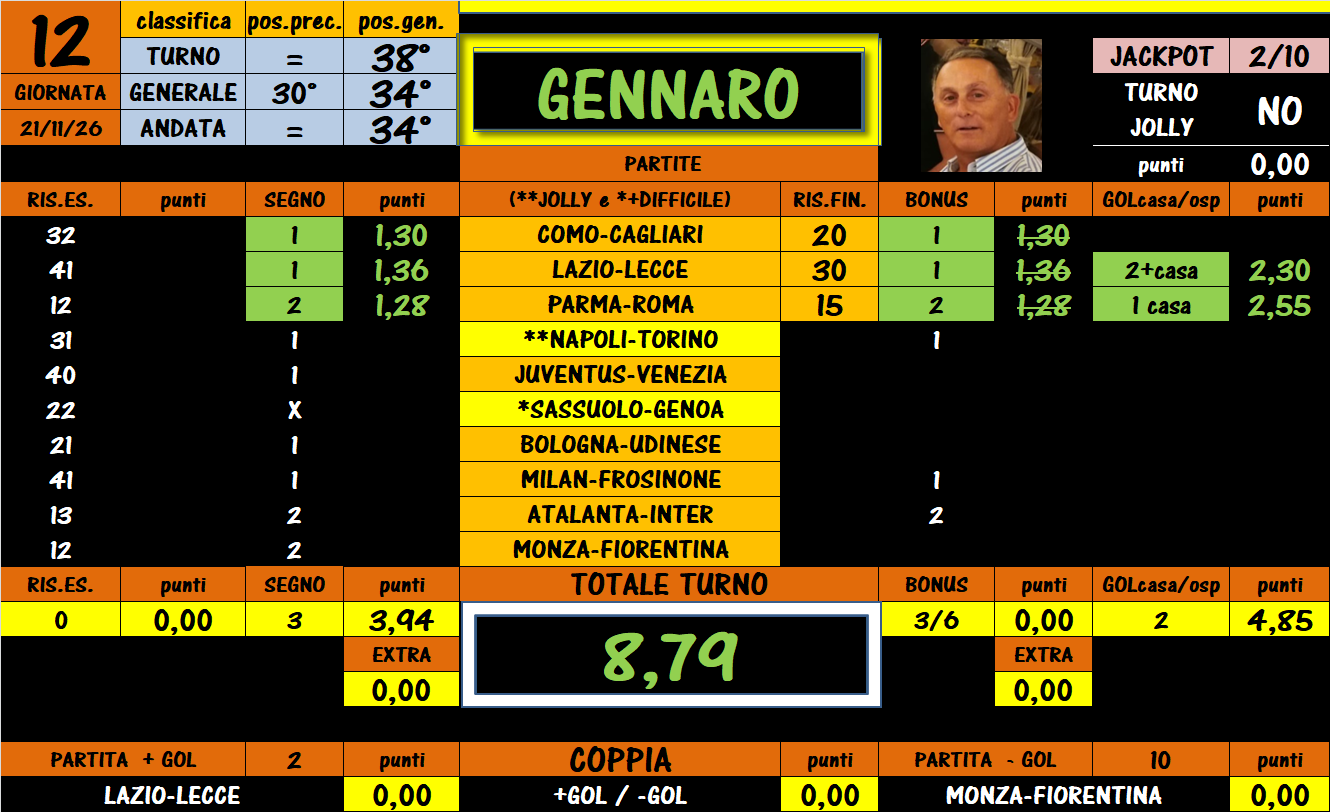 12 classifica pos.prec. pos.gen.
TURNO = 38° JACKPOT 2/10
GIORNATA GENERALE 30° 34° GENNARO TURNO JOLLY NO
21/11/26 ANDATA = 34°
PARTITE punti 0,00
RIS.ES. punti SEGNO punti (**JOLLY e *+DIFFICILE) RIS.FIN. BONUS punti GOLcasa/osp punti
32 1 1,30 COMO-CAGLIARI 20 1 1,30
41 1 1,36 LAZIO-LECCE 30 1 1,36 2+casa 2,30
12 2 1,28 PARMA-ROMA 15 2 1,28 1 casa 2,55
31 1 **NAPOLI-TORINO 1
40 1 JUVENTUS-VENEZIA
22 X *SASSUOLO-GENOA
21 1 BOLOGNA-UDINESE
41 1 MILAN-FROSINONE 1
13 2 ATALANTA-INTER 2
12 2 MONZA-FIORENTINA
RIS.ES. punti SEGNO punti TOTALE TURNO BONUS punti GOLcasa/osp punti
0 0,00 3 3,94 8,79 3/6 0,00 2 4,85
EXTRA EXTRA
0,00 0,00
PARTITA + GOL 2 punti COPPIA punti PARTITA - GOL 10 punti
LAZIO-LECCE 0,00 +GOL / -GOL 0,00 MONZA-FIORENTINA 0,00